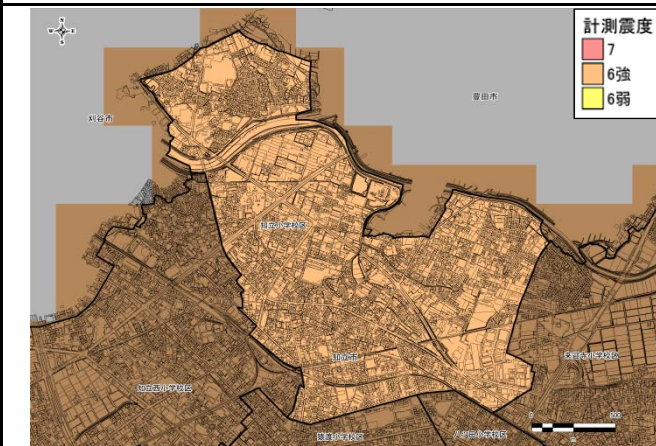 計測震度
7
6強
6弱
刈谷市
豊田市
知立小学校区
知立市
来迎寺小学校区
知立西小学校区
猿渡小学校区
八ツ田小学校区
0
500